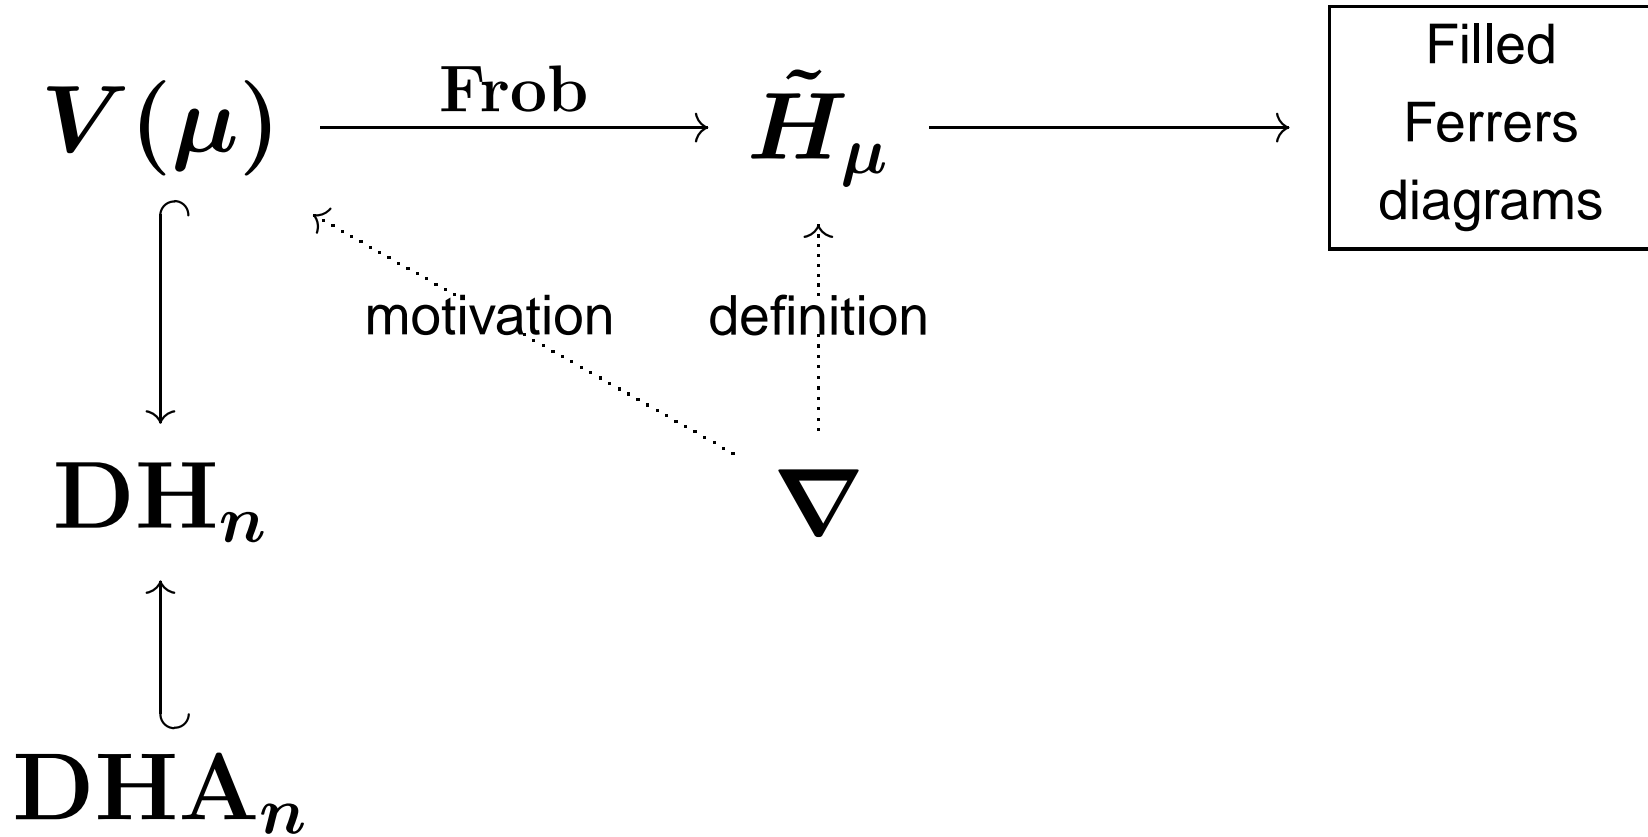 V(μ)
Frob
H̃_μ
Filled
Ferrers
diagrams
motivation
definition
DH_n
∇
DHA_n